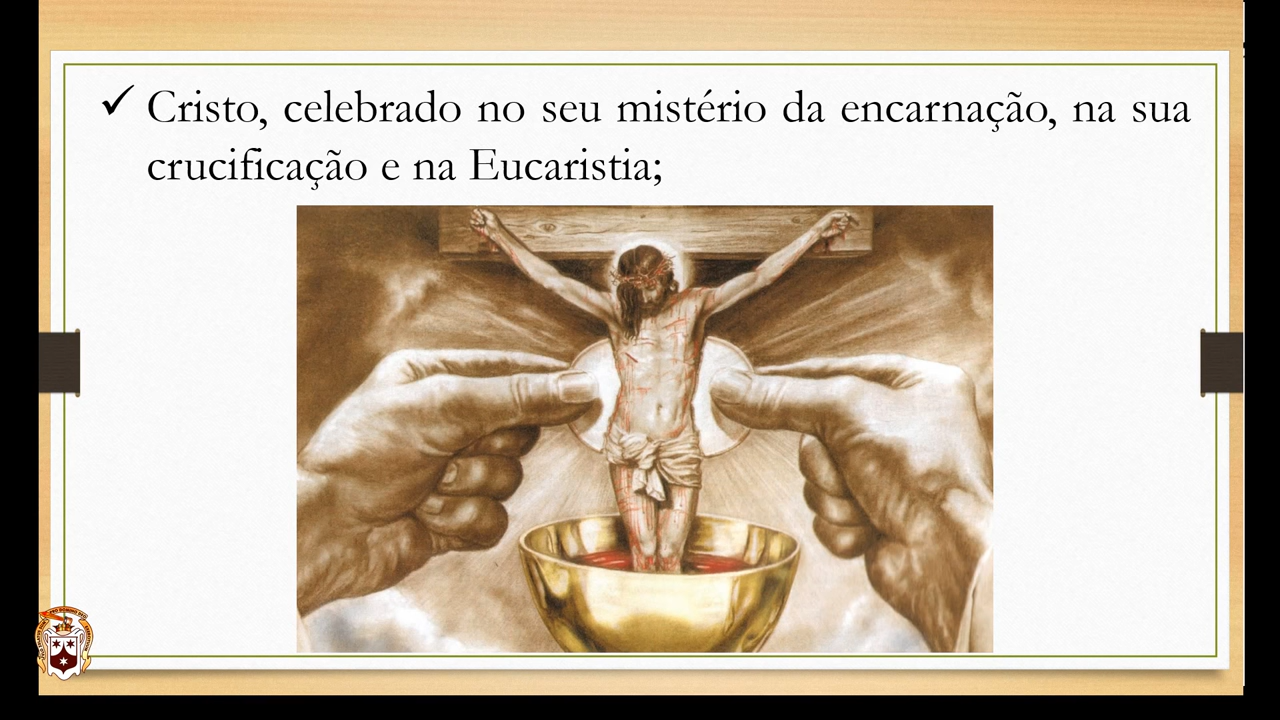 ✓ Cristo, celebrado no seu mistério da encarnação, na sua
crucificação e na Eucaristia;